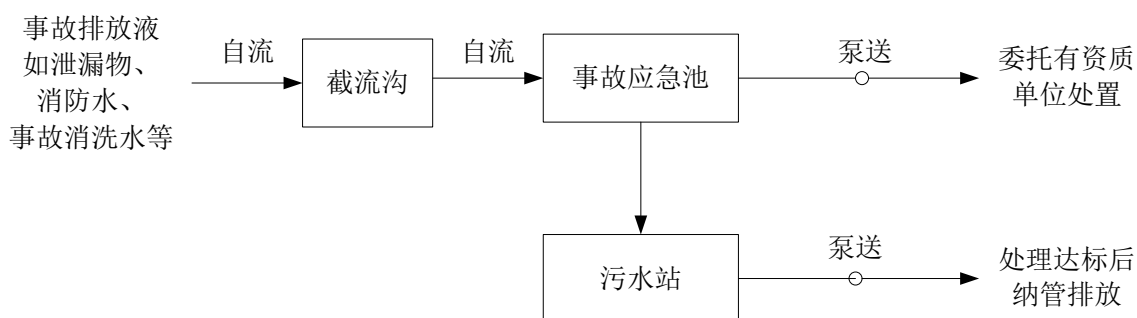 事故排放液
如泄漏物、
消防水、
事故消洗水等
自流
截流沟
自流
事故应急池
泵送
委托有资质
单位处置
污水站
泵送
处理达标后
纳管排放